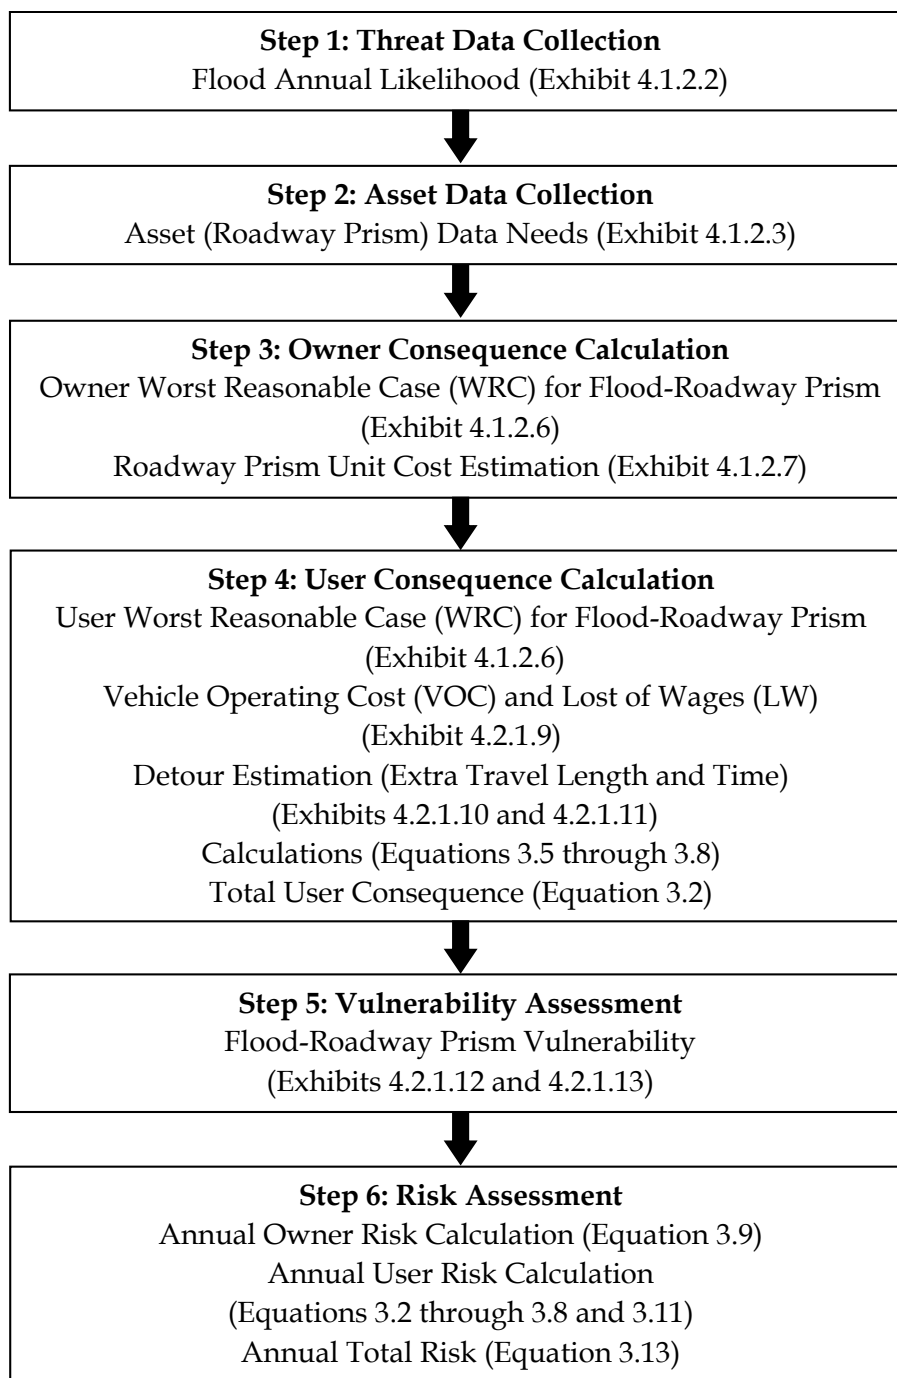 Step 1: Threat Data Collection
Flood Annual Likelihood (Exhibit 4.1.2.2)
Step 2: Asset Data Collection
Asset (Roadway Prism) Data Needs (Exhibit 4.1.2.3)
Step 3: Owner Consequence Calculation
Owner Worst Reasonable Case (WRC) for Flood-Roadway Prism
(Exhibit 4.1.2.6)
Roadway Prism Unit Cost Estimation (Exhibit 4.1.2.7)
Step 4: User Consequence Calculation
User Worst Reasonable Case (WRC) for Flood-Roadway Prism
(Exhibit 4.1.2.6)
Vehicle Operating Cost (VOC) and Lost of Wages (LW)
(Exhibit 4.2.1.9)
Detour Estimation (Extra Travel Length and Time)
(Exhibits 4.2.1.10 and 4.2.1.11)
Calculations (Equations 3.5 through 3.8)
Total User Consequence (Equation 3.2)
Step 5: Vulnerability Assessment
Flood-Roadway Prism Vulnerability
(Exhibits 4.2.1.12 and 4.2.1.13)
Step 6: Risk Assessment
Annual Owner Risk Calculation (Equation 3.9)
Annual User Risk Calculation
(Equations 3.2 through 3.8 and 3.11)
Annual Total Risk (Equation 3.13)